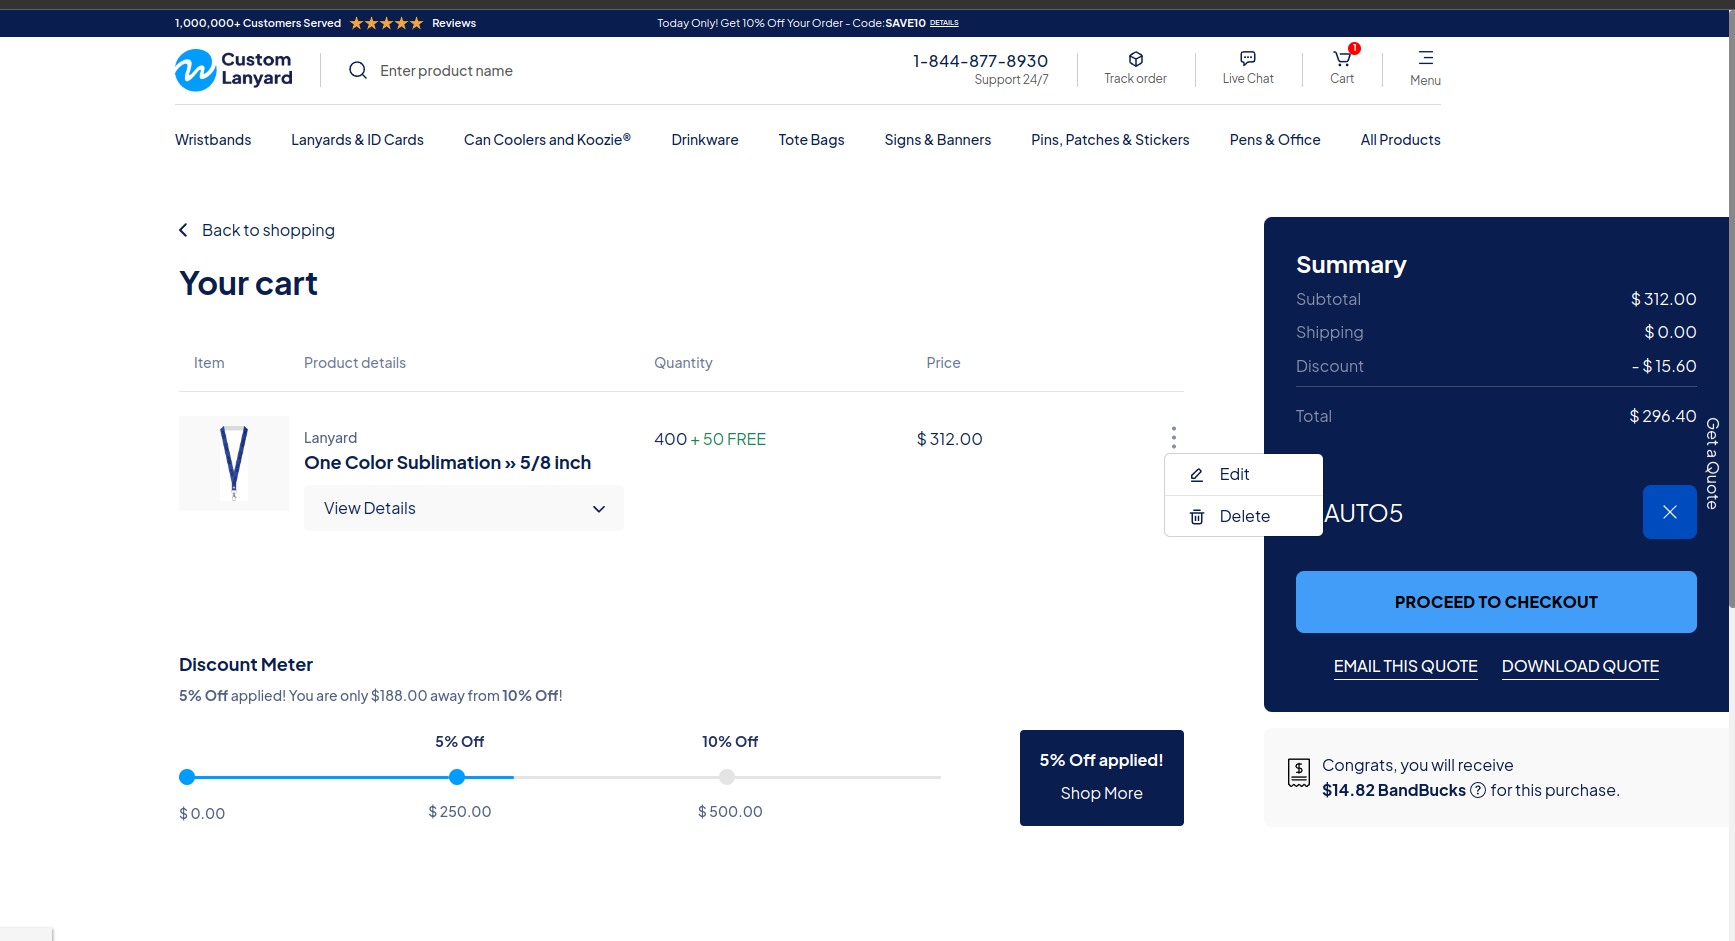 1,000,000+ Customers Served Reviews
Today Only! Get 10% Off Your Order - Code:SAVE10 DETAILS
Custom
Lanyard
Enter product name
1-844-877-8930
Support 24/7
Track order
Live Chat
1
Cart
Menu
Wristbands
Lanyards & ID Cards
Can Coolers and Koozie®
Drinkware
Tote Bags
Signs & Banners
Pins, Patches & Stickers
Pens & Office
All Products
Back to shopping
Your cart
Item
Product details
Quantity
Price
Lanyard
One Color Sublimation » 5/8 inch
View Details
400 + 50 FREE
$ 312.00
Edit
Delete
Discount Meter
5% Off applied! You are only $188.00 away from 10% Off!
5% Off
10% Off
$ 0.00
$ 250.00
$ 500.00
5% Off applied!
Shop More
Summary
Subtotal $ 312.00
Shipping $ 0.00
Discount - $ 15.60
Total $ 296.40
AUTO5
PROCEED TO CHECKOUT
EMAIL THIS QUOTE
DOWNLOAD QUOTE
Get a Quote
Congrats, you will receive
$14.82 BandBucks ? for this purchase.